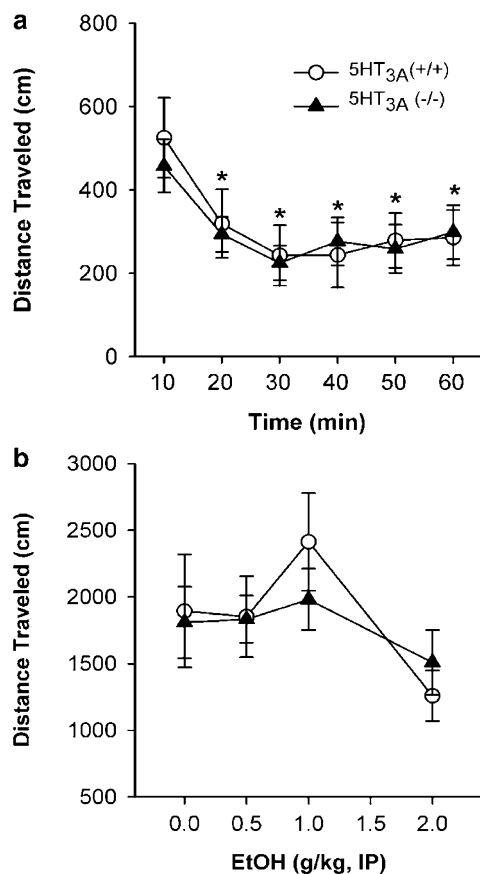 a
800
600
400
200
0
Distance Traveled (cm)
5HT3A(+/+)
5HT3A (-/-)
* * * * *
10 20 30 40 50 60
Time (min)
b
3000
2500
2000
1500
1000
500
Distance Traveled (cm)
0.0 0.5 1.0 1.5 2.0
EtOH (g/kg, IP)